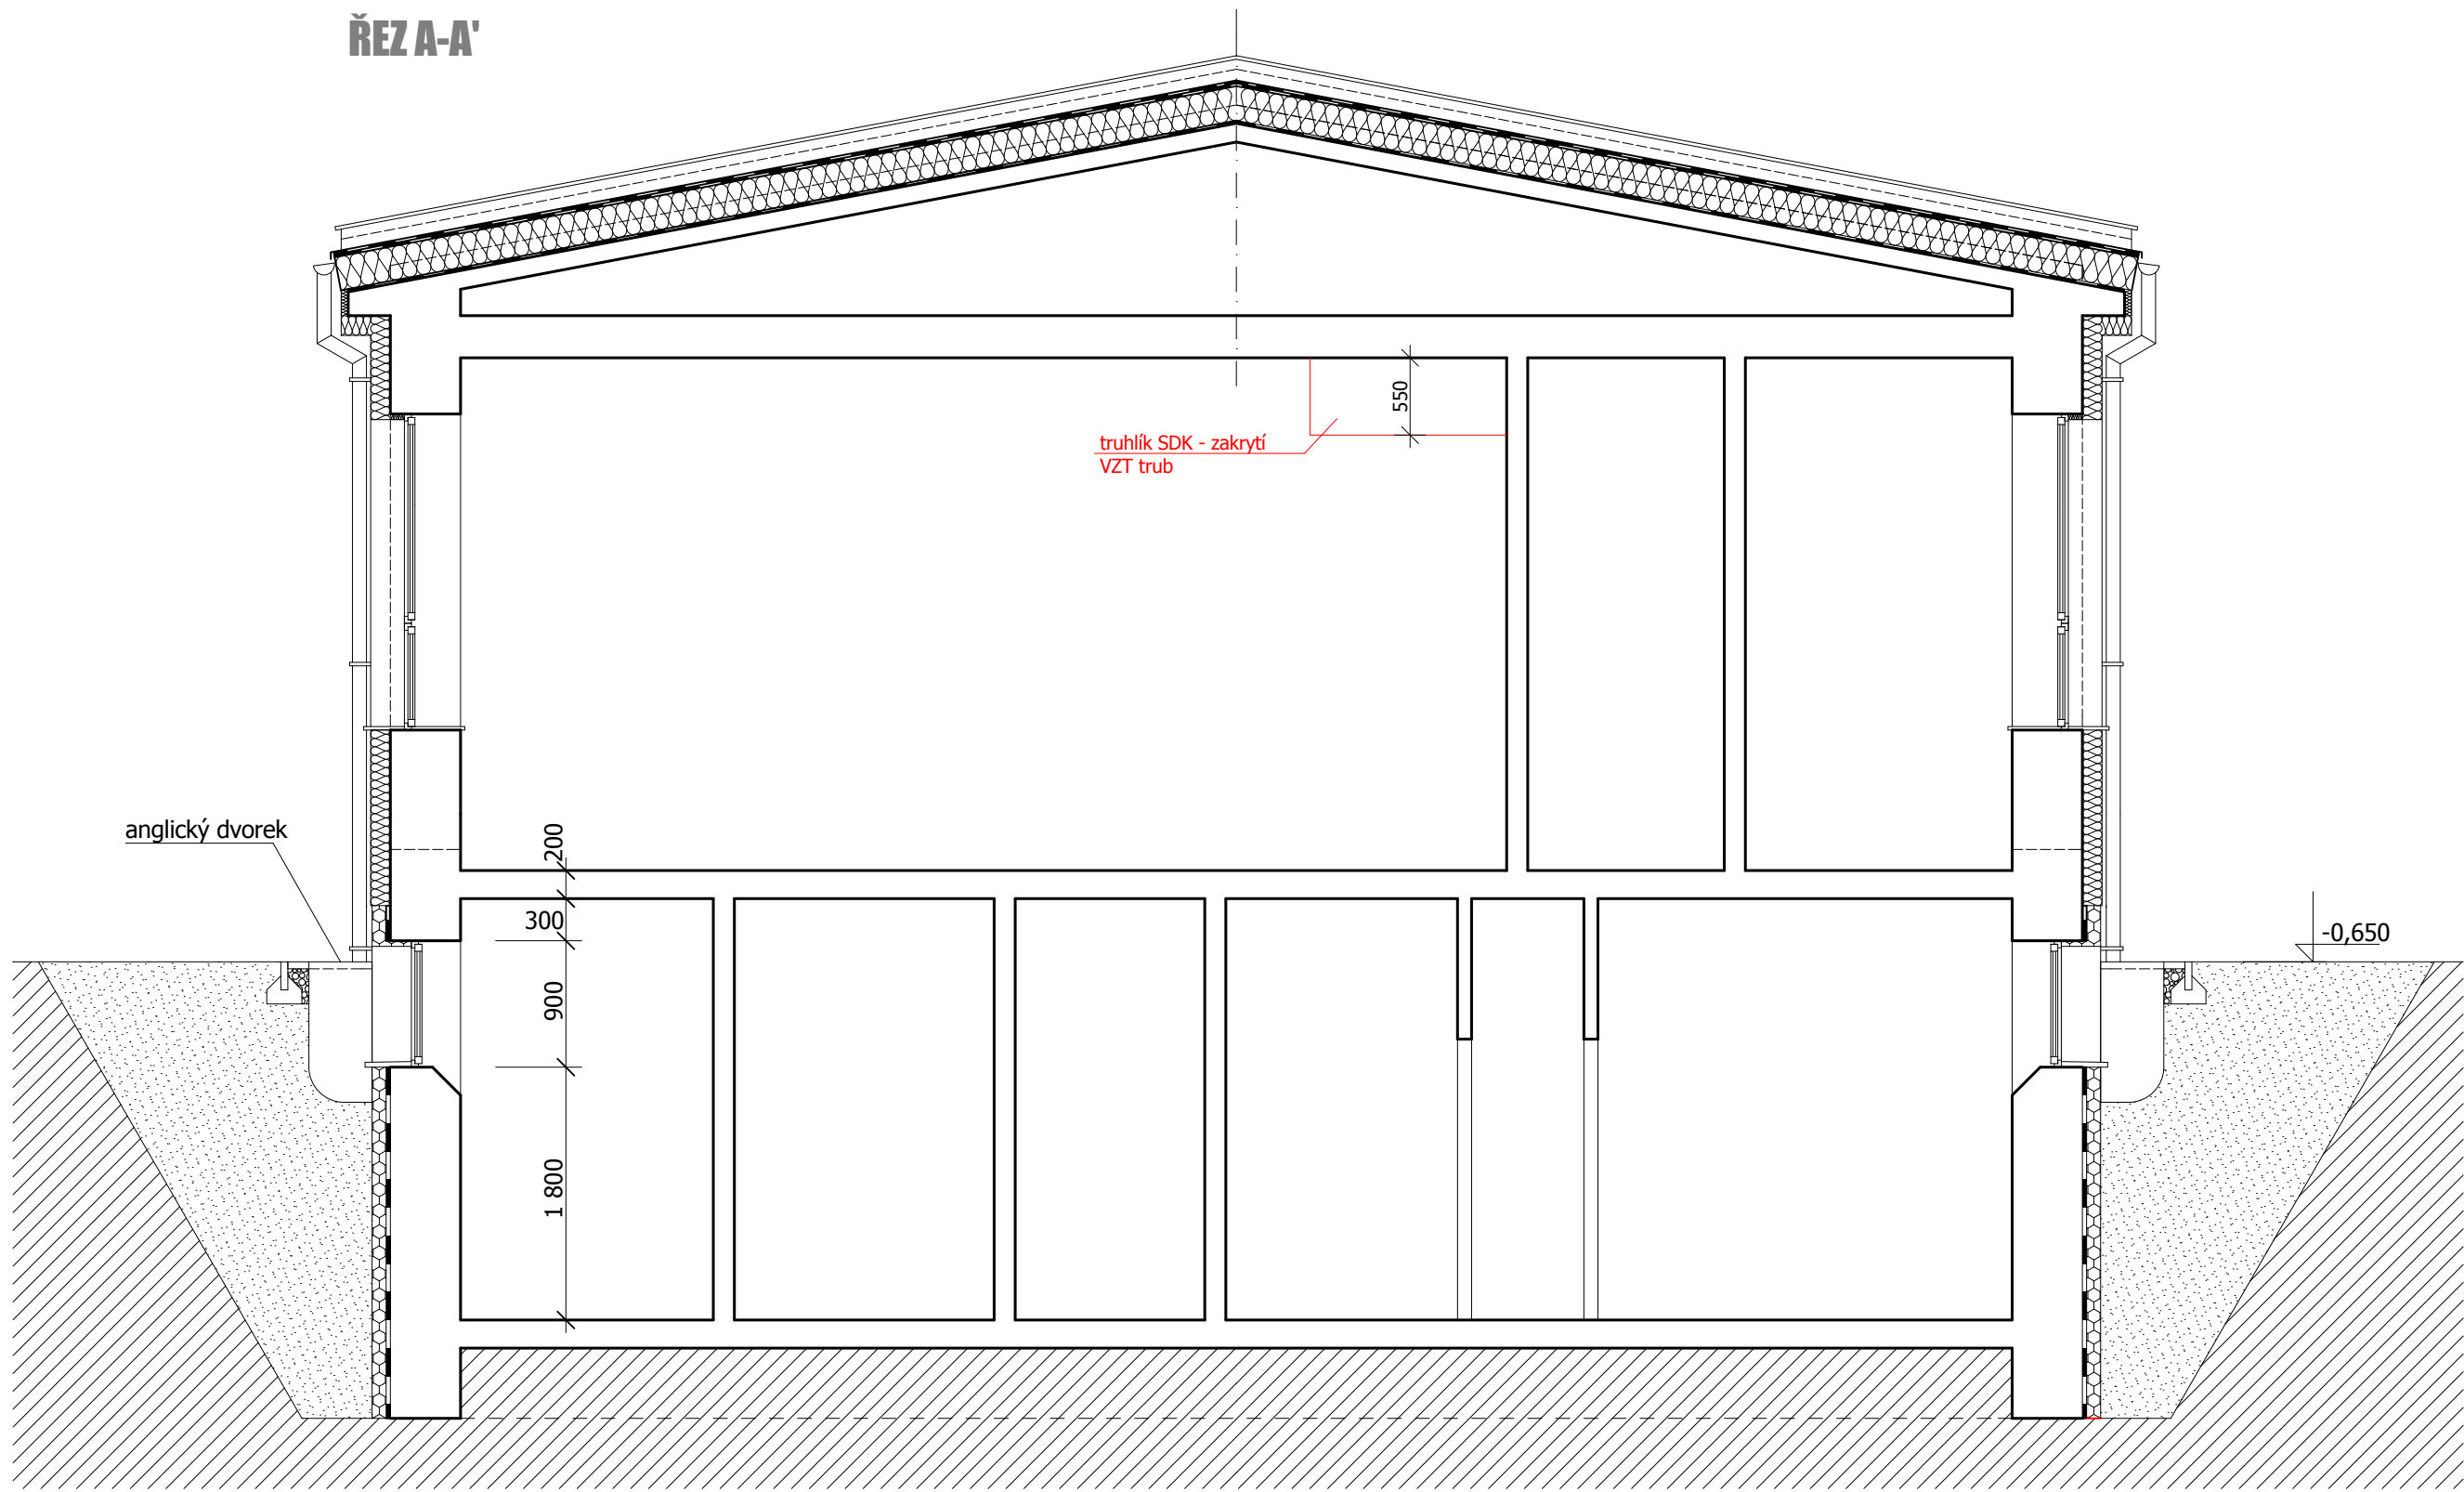 ŘEZ A-A'
550
truhlík SDK - zakrytí
VZT trub
anglický dvorek
200
300
-0,650
900
1 800